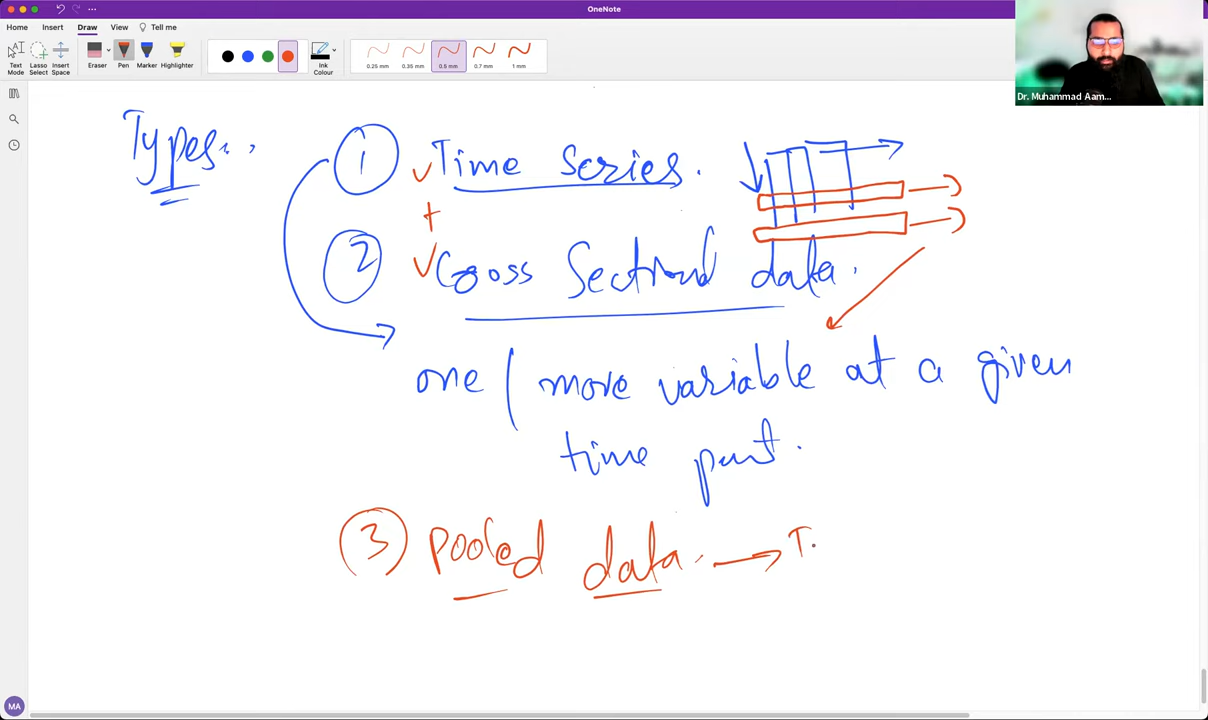 OneNote
Home Insert Draw View Tell me
Text Mode
Lasso Select
Insert Space
Eraser
Pen
Marker
Highlighter
Ink Colour
0.25 mm
0.35 mm
0.5 mm
0.7 mm
1 mm
Dr. Muhammad Aam...
Types:
① Time Series.
+
② Cross Sectional data.
one / more variable at a given
time
③ pooled data. → T.
MA